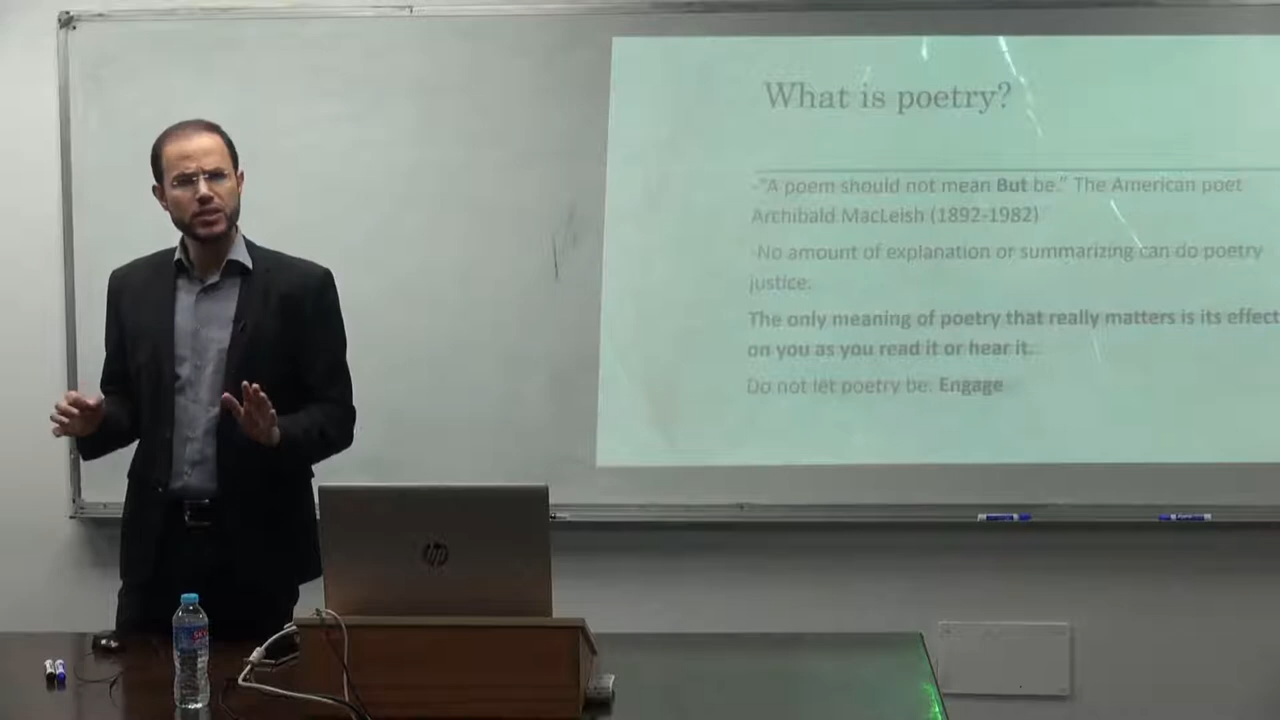 What is poetry?
-"A poem should not mean But be." The American poet
Archibald MacLeish (1892-1982)
-No amount of explanation or summarizing can do poetry
justice.
The only meaning of poetry that really matters is its effect
on you as you read it or hear it.
Do not let poetry be. Engage
hp
SKY